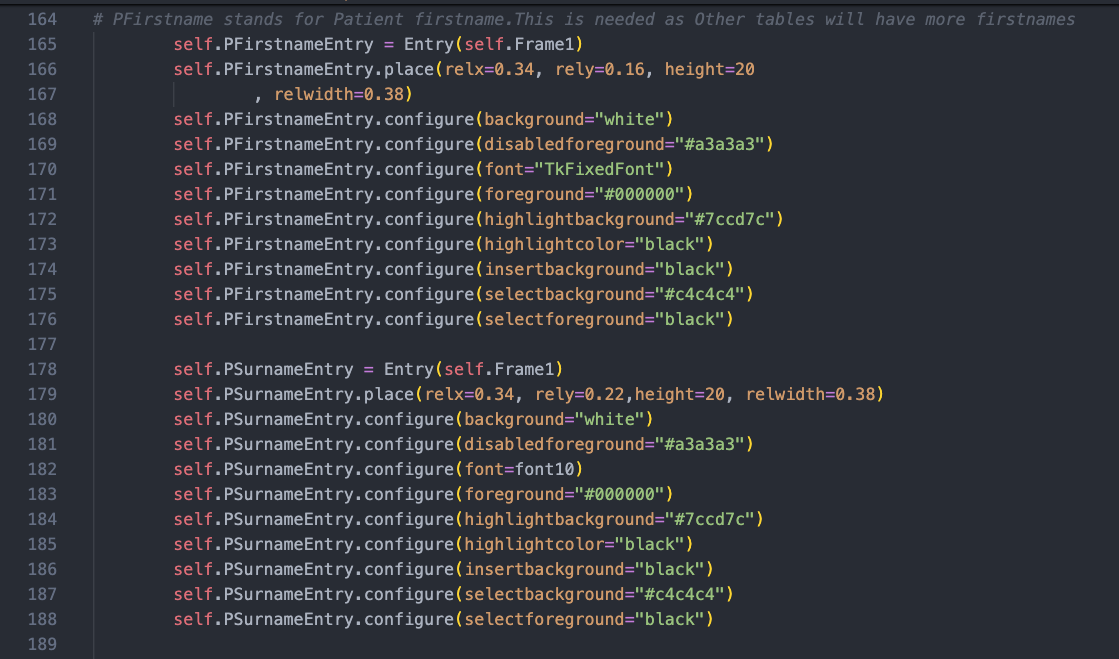 164 # PFirstname stands for Patient firstname.This is needed as Other tables will have more firstnames
165 self.PFirstnameEntry = Entry(self.Frame1)
166 self.PFirstnameEntry.place(relx=0.34, rely=0.16, height=20
167 , relwidth=0.38)
168 self.PFirstnameEntry.configure(background="white")
169 self.PFirstnameEntry.configure(disabledforeground="#a3a3a3")
170 self.PFirstnameEntry.configure(font="TkFixedFont")
171 self.PFirstnameEntry.configure(foreground="#000000")
172 self.PFirstnameEntry.configure(highlightbackground="#7ccd7c")
173 self.PFirstnameEntry.configure(highlightcolor="black")
174 self.PFirstnameEntry.configure(insertbackground="black")
175 self.PFirstnameEntry.configure(selectbackground="#c4c4c4")
176 self.PFirstnameEntry.configure(selectforeground="black")
177
178 self.PSurnameEntry = Entry(self.Frame1)
179 self.PSurnameEntry.place(relx=0.34, rely=0.22,height=20, relwidth=0.38)
180 self.PSurnameEntry.configure(background="white")
181 self.PSurnameEntry.configure(disabledforeground="#a3a3a3")
182 self.PSurnameEntry.configure(font=font10)
183 self.PSurnameEntry.configure(foreground="#000000")
184 self.PSurnameEntry.configure(highlightbackground="#7ccd7c")
185 self.PSurnameEntry.configure(highlightcolor="black")
186 self.PSurnameEntry.configure(insertbackground="black")
187 self.PSurnameEntry.configure(selectbackground="#c4c4c4")
188 self.PSurnameEntry.configure(selectforeground="black")
189